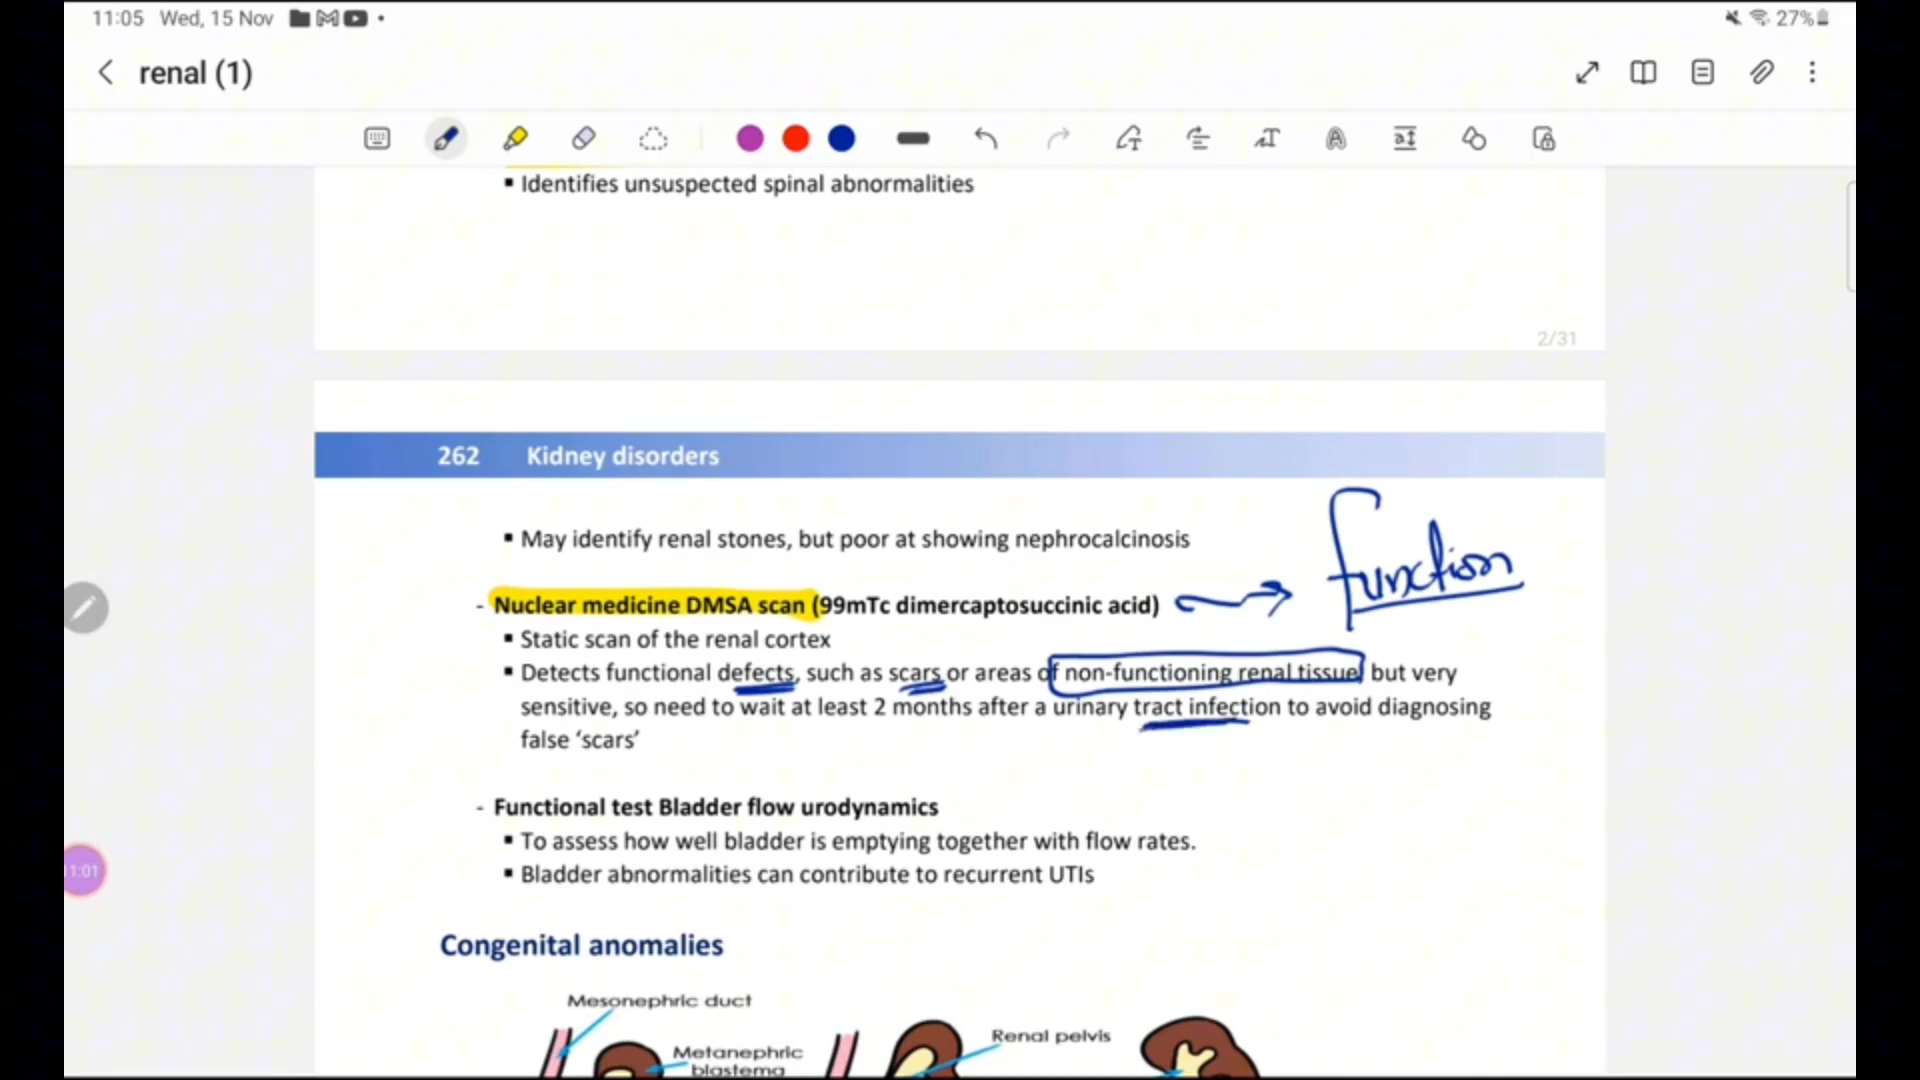 11:05 Wed, 15 Nov
27%
renal (1)
▪ Identifies unsuspected spinal abnormalities
2/31
262 Kidney disorders
▪ May identify renal stones, but poor at showing nephrocalcinosis
function
- Nuclear medicine DMSA scan (99mTc dimercaptosuccinic acid)
▪ Static scan of the renal cortex
▪ Detects functional defects, such as scars or areas of non-functioning renal tissue, but very
sensitive, so need to wait at least 2 months after a urinary tract infection to avoid diagnosing
false ‘scars’
11:01
- Functional test Bladder flow urodynamics
▪ To assess how well bladder is emptying together with flow rates.
▪ Bladder abnormalities can contribute to recurrent UTIs
Congenital anomalies
Mesonephric duct
Renal pelvis
Metanephric
blastema